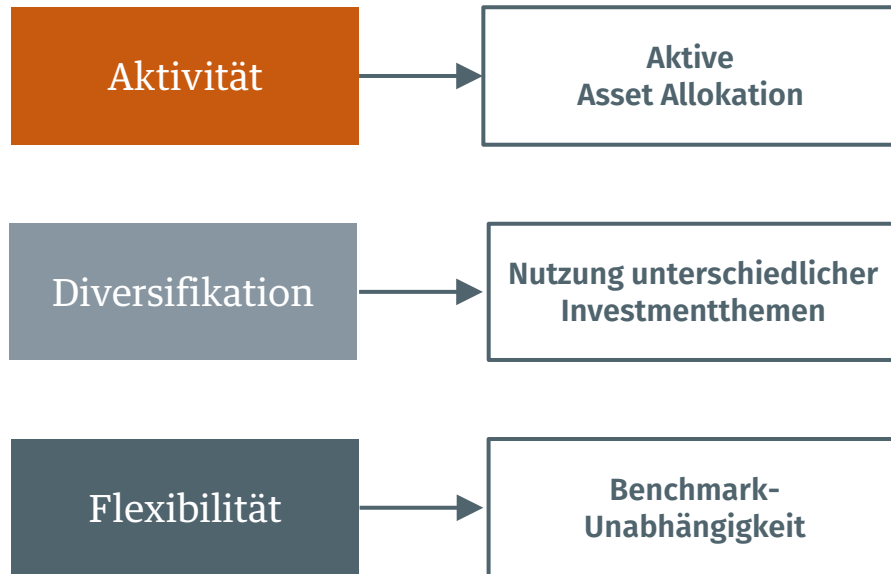 Aktivität
Aktive
Asset Allokation
Diversifikation
Nutzung unterschiedlicher
Investmentthemen
Flexibilität
Benchmark-
Unabhängigkeit